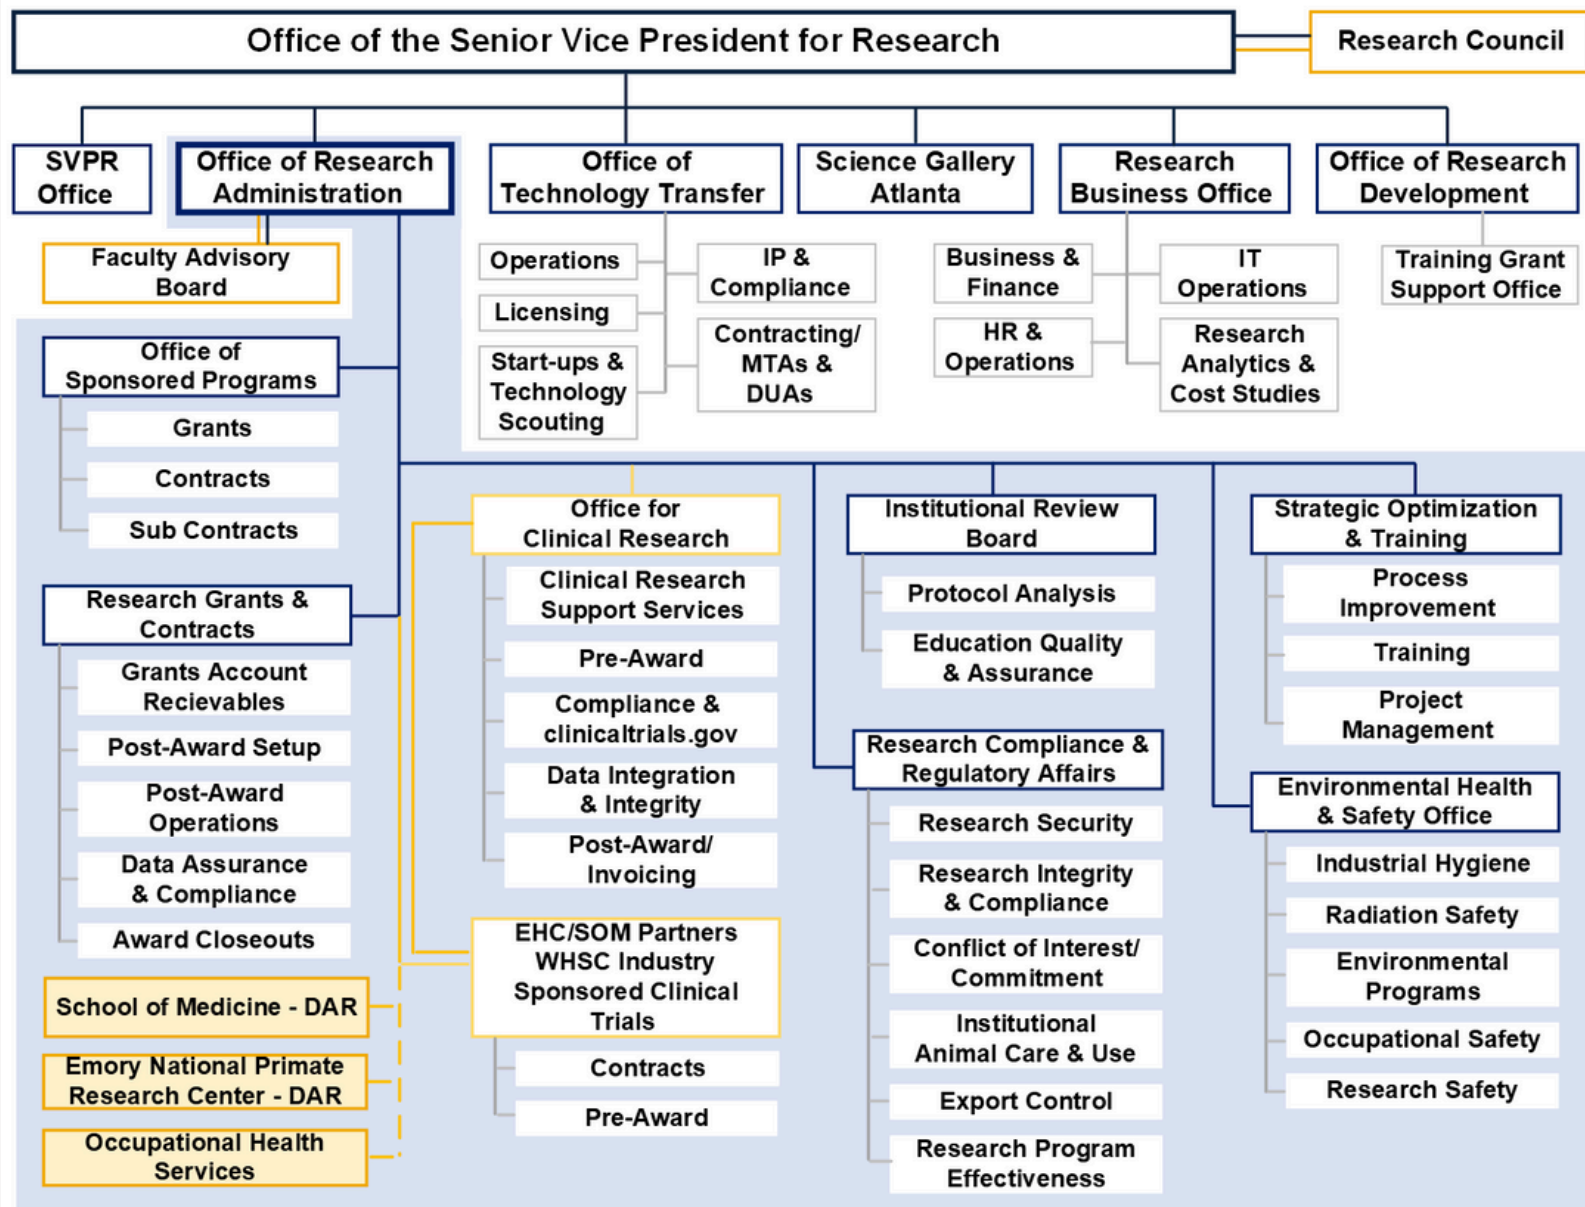 Office of the Senior Vice President for Research
Research Council
SVPR
Office
Office of Research
Administration
Office of
Technology Transfer
Science Gallery
Atlanta
Research
Business Office
Office of Research
Development
Faculty Advisory
Board
Operations
Licensing
Start-ups &
Technology
Scouting
IP &
Compliance
Contracting/
MTAs &
DUAs
Business &
Finance
HR &
Operations
IT
Operations
Research
Analytics &
Cost Studies
Training Grant
Support Office
Office of
Sponsored Programs
Grants
Contracts
Sub Contracts
Research Grants &
Contracts
Grants Account
Recievables
Post-Award Setup
Post-Award
Operations
Data Assurance
& Compliance
Award Closeouts
School of Medicine - DAR
Emory National Primate
Research Center - DAR
Occupational Health
Services
Office for
Clinical Research
Clinical Research
Support Services
Pre-Award
Compliance &
clinicaltrials.gov
Data Integration
& Integrity
Post-Award/
Invoicing
EHC/SOM Partners
WHSC Industry
Sponsored Clinical
Trials
Contracts
Pre-Award
Institutional Review
Board
Protocol Analysis
Education Quality
& Assurance
Research Compliance &
Regulatory Affairs
Research Security
Research Integrity
& Compliance
Conflict of Interest/
Commitment
Institutional
Animal Care & Use
Export Control
Research Program
Effectiveness
Strategic Optimization
& Training
Process
Improvement
Training
Project
Management
Environmental Health
& Safety Office
Industrial Hygiene
Radiation Safety
Environmental
Programs
Occupational Safety
Research Safety